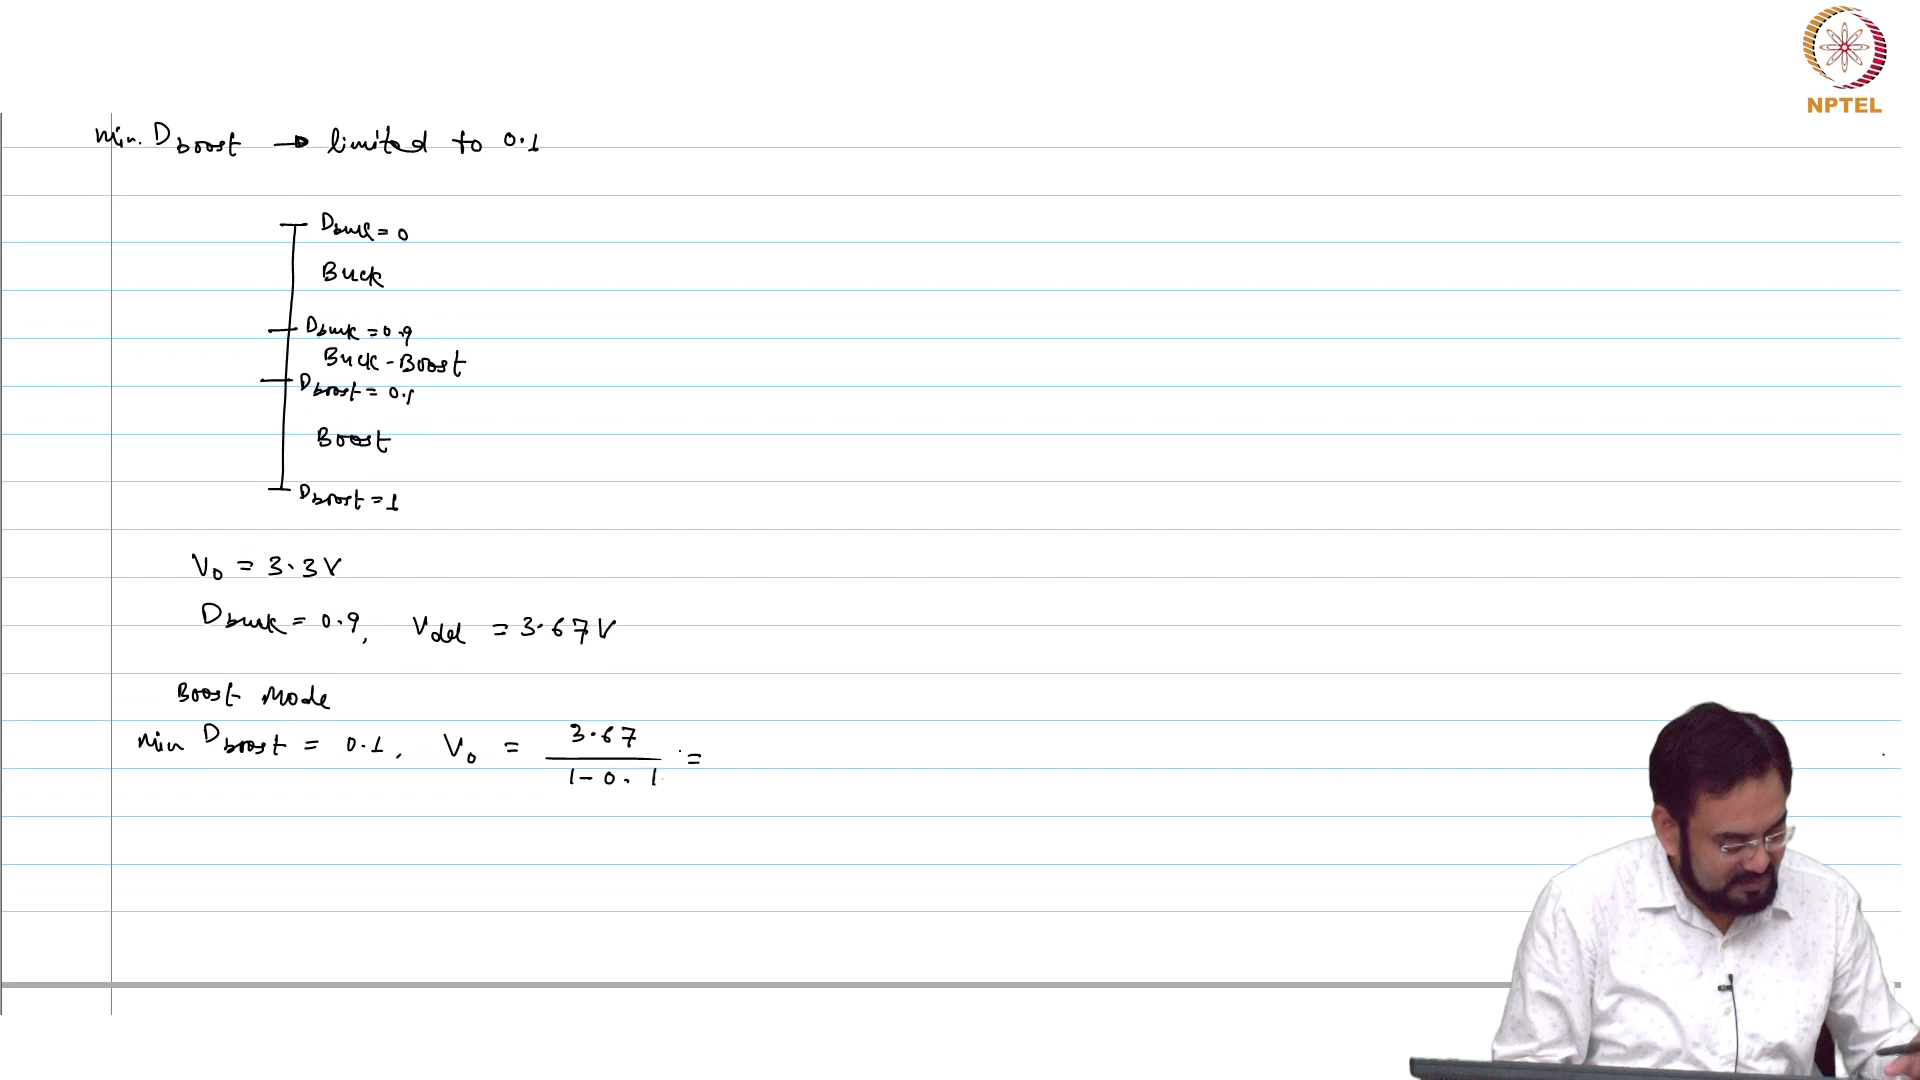 NPTEL
min. Dboost → limited to 0.1
Dbuck = 0
Buck
Dbuck = 0.9
Buck-Boost
Dboost = 0.1
Boost
Dboost = 1
Vo = 3.3V
Dbuck = 0.9, Vdd = 3.67V
Boost Mode
Min Dboost = 0.1, Vo = 3.67 / 1-0.1 =